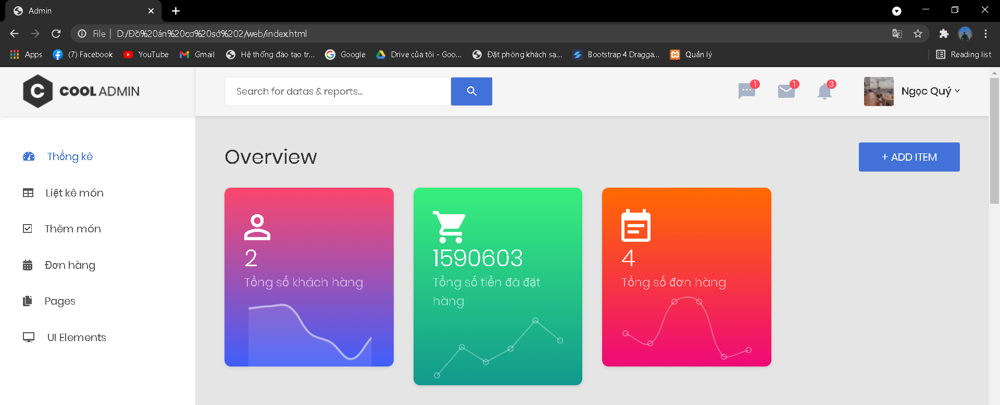 Admin
File
D:/Đồ%20án%20cơ%20sở%202/web/index.html
Apps
(7) Facebook
YouTube
Gmail
Hệ thống đào tạo tr...
Google
Drive của tôi - Goo...
Đặt phòng khách sạ...
Bootstrap 4 Dragga...
Quản lý
Reading list
C COOL ADMIN
Search for datas & reports...
1
1
3
Ngọc Quý
Thống kê
Liệt kê món
Thêm món
Đơn hàng
Pages
UI Elements
Overview
+ ADD ITEM
2
Tổng số khách hàng
1590603
Tổng số tiền đã đặt
hàng
4
Tổng số đơn hàng